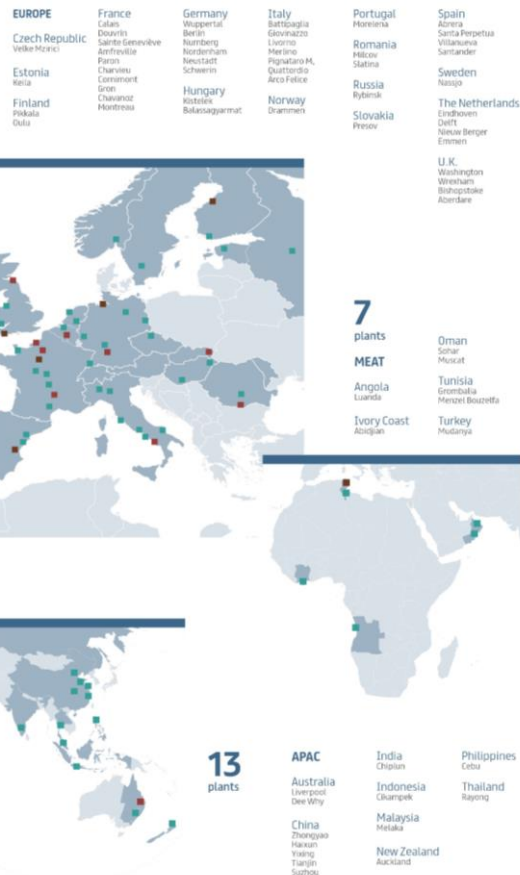 EUROPE
Czech Republic
Velke Mzirici
Estonia
Keila
Finland
Pikkala
Oulu
France
Calais
Douvrin
Sainte Geneviève
Amfreville
Paron
Charvieu
Cornimont
Gron
Chavanoz
Montreau
Germany
Wuppertal
Berlin
Nurnberg
Nordenham
Neustadt
Schwerin
Hungary
Kistelek
Balassagyarmat
Italy
Battipaglia
Giovinazzo
Livorno
Merlino
Pignataro M.
Quattordio
Arco Felice
Norway
Drammen
Portugal
Morelena
Romania
Milcov
Slatina
Russia
Rybinsk
Slovakia
Presov
Spain
Abrera
Santa Perpetua
Villanueva
Santander
Sweden
Nassjo
The Netherlands
Eindhoven
Delft
Nieuw Berger
Emmen
U.K.
Washington
Wrexham
Bishopstoke
Aberdare
7
plants
MEAT
Angola
Luanda
Ivory Coast
Abidjian
Oman
Sohar
Muscat
Tunisia
Grombalia
Menzel Bouzelfa
Turkey
Mudanya
13
plants
APAC
Australia
Liverpool
Dee Why
China
Zhongyao
Haixun
Yixing
Tianjin
Suzhou
India
Chiplun
Indonesia
Cikampek
Malaysia
Melaka
New Zealand
Auckland
Philippines
Cebu
Thailand
Rayong